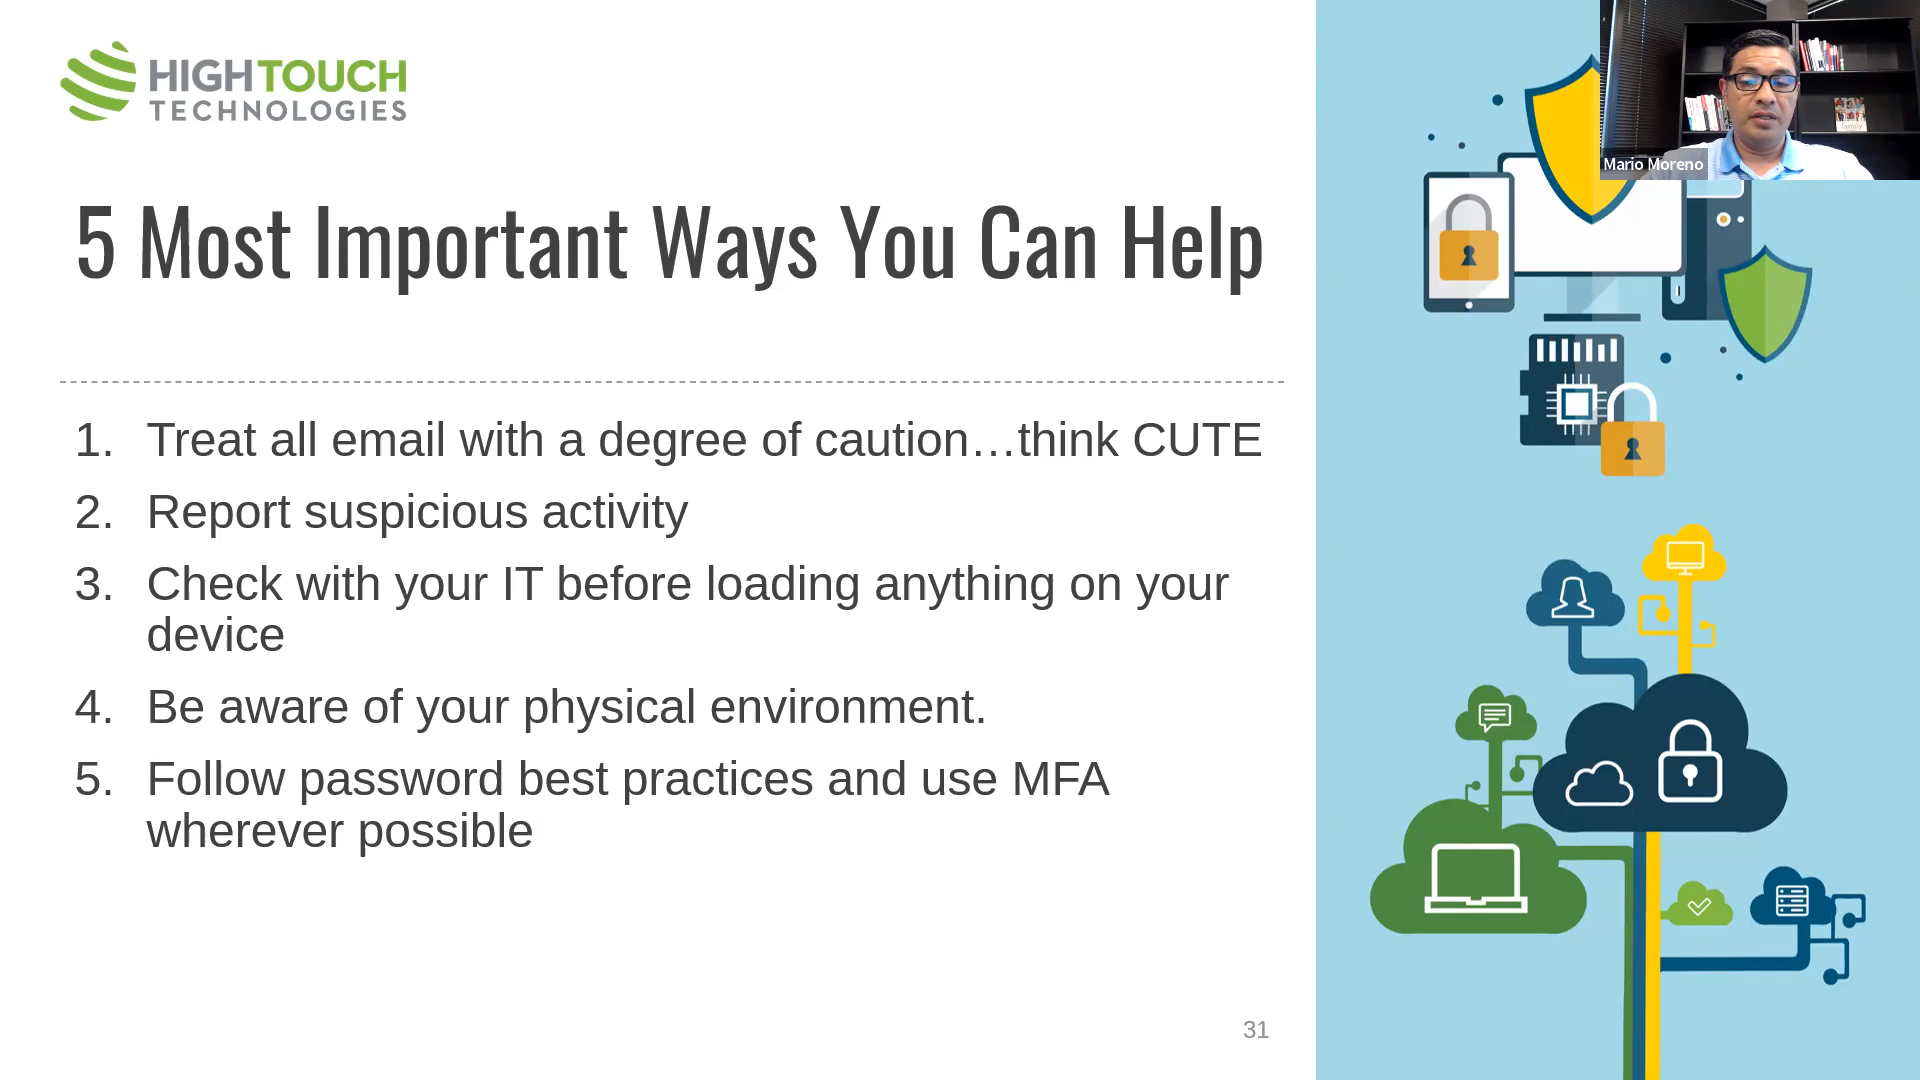 HIGHTOUCH
TECHNOLOGIES
Mario Moreno
5 Most Important Ways You Can Help
1. Treat all email with a degree of caution…think CUTE
2. Report suspicious activity
3. Check with your IT before loading anything on your
device
4. Be aware of your physical environment.
5. Follow password best practices and use MFA
wherever possible
31